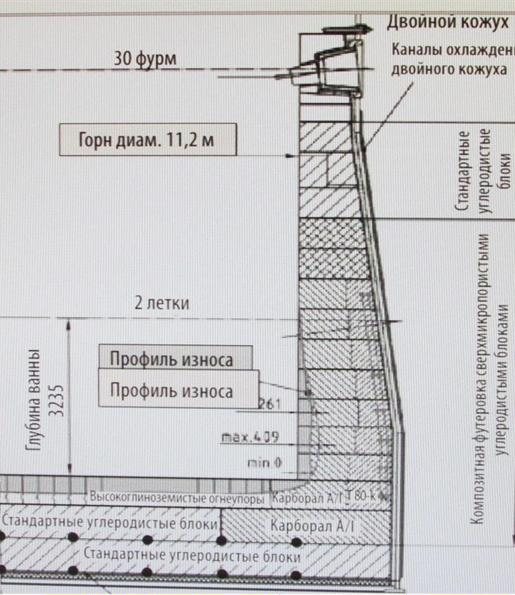 Двойной кожух
30 фурм
Каналы охлажден
двойного кожуха
Горн диам. 11,2 м
Стандартные
углеродистые
блоки
2 летки
Глубина ванны
3235
Профиль износа
Профиль износа
261
max.409
min.0
Композитная футеровка сверхмикропористыми
углеродистыми блоками
Высокоглиноземистые огнеупоры
Карборал A/I
T80-k
Стандартные углеродистые блоки
Карборал A/I
Стандартные углеродистые блоки